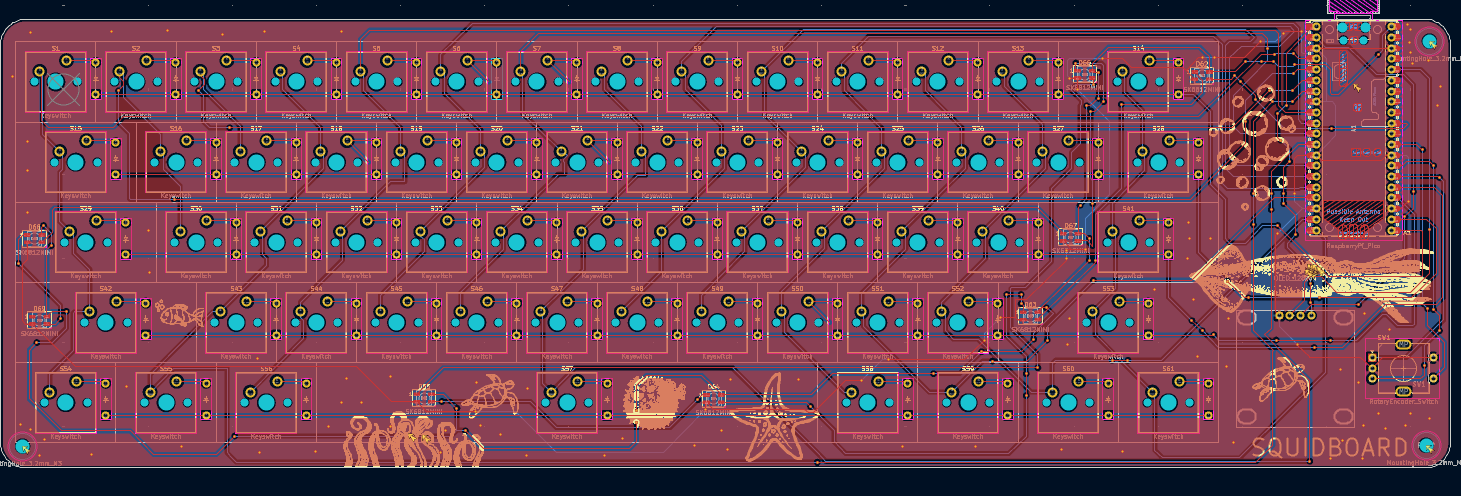 S1 S2 S3 S4 S5 S6 S7 S8 S9 S10 S11 S12 S13 S14
D62
SK6812MINI SK6812MINI
Keyswitch Keyswitch Keyswitch Keyswitch Keyswitch Keyswitch Keyswitch Keyswitch Keyswitch Keyswitch Keyswitch Keyswitch Keyswitch Keyswitch
S15 S16 S17 S18 S19 S20 S21 S22 S23 S24 S25 S26 S27 S28
Keyswitch Keyswitch Keyswitch Keyswitch Keyswitch Keyswitch Keyswitch Keyswitch Keyswitch Keyswitch Keyswitch Keyswitch Keyswitch Keyswitch
Possible Antenna
Keep Out
RaspberryPi_Pico
S29 S30 S31 S32 S33 S34 S35 S36 S37 S38 S39 S40 S41
D67
SK6812MINI
Keyswitch Keyswitch Keyswitch Keyswitch Keyswitch Keyswitch Keyswitch Keyswitch Keyswitch Keyswitch Keyswitch Keyswitch Keyswitch
S42 S43 S44 S45 S46 S47 S48 S49 S50 S51 S52 D63 S53
SK6812MINI SK6812MINI
Keyswitch Keyswitch Keyswitch Keyswitch Keyswitch Keyswitch Keyswitch Keyswitch Keyswitch Keyswitch Keyswitch Keyswitch
SW1
SW1
RotaryEncoder_Switch
S54 S55 S56 S57 D64 S58 S59 S60 S61
SK6812MINI SK6812MINI
Keyswitch Keyswitch Keyswitch Keyswitch Keyswitch Keyswitch Keyswitch Keyswitch
SQUIDBOARD